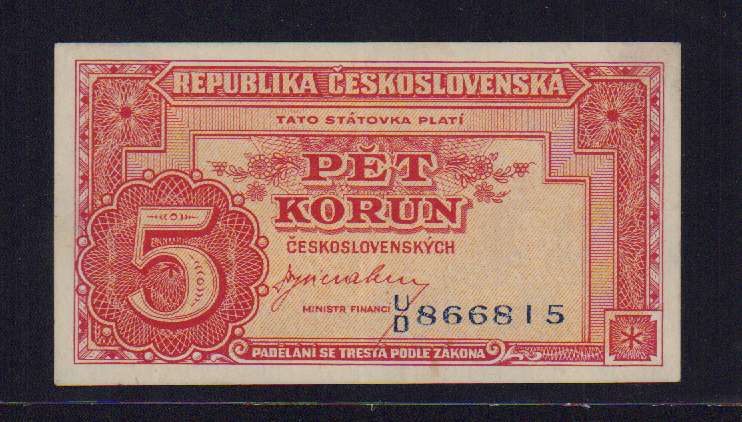 REPUBLIKA ČESKOSLOVENSKÁ
TATO STÁTOVKA PLATÍ
PĚT
KORUN
ČESKOSLOVENSKÝCH
5
MINISTR FINANCÍ
U/D 866815
PADĚLÁNÍ SE TRESTÁ PODLE ZÁKONA